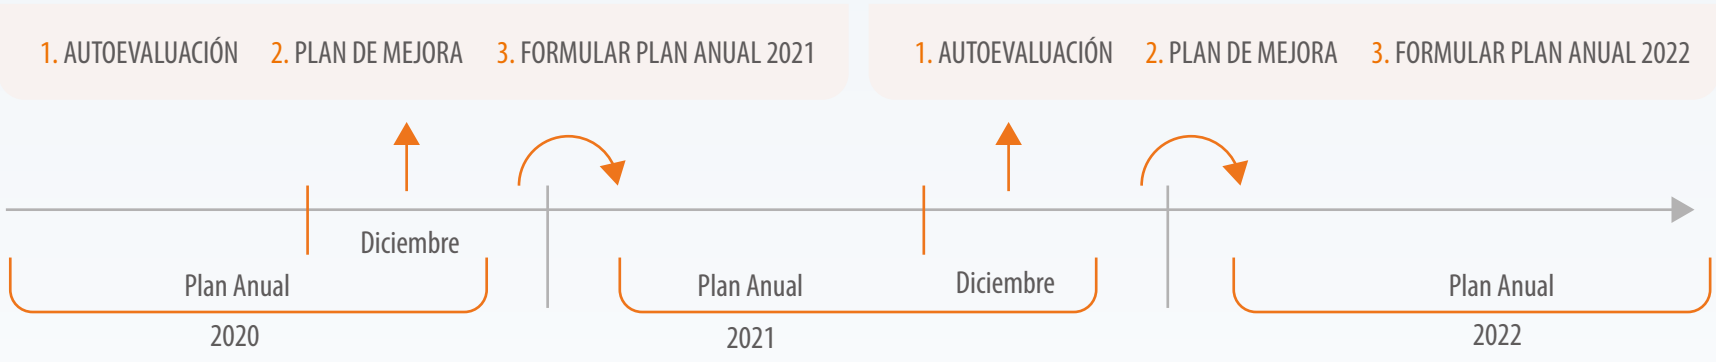 1. AUTOEVALUACIÓN 2. PLAN DE MEJORA 3. FORMULAR PLAN ANUAL 2021
1. AUTOEVALUACIÓN 2. PLAN DE MEJORA 3. FORMULAR PLAN ANUAL 2022
Diciembre
Plan Anual
2020
Plan Anual
Diciembre
2021
Plan Anual
2022